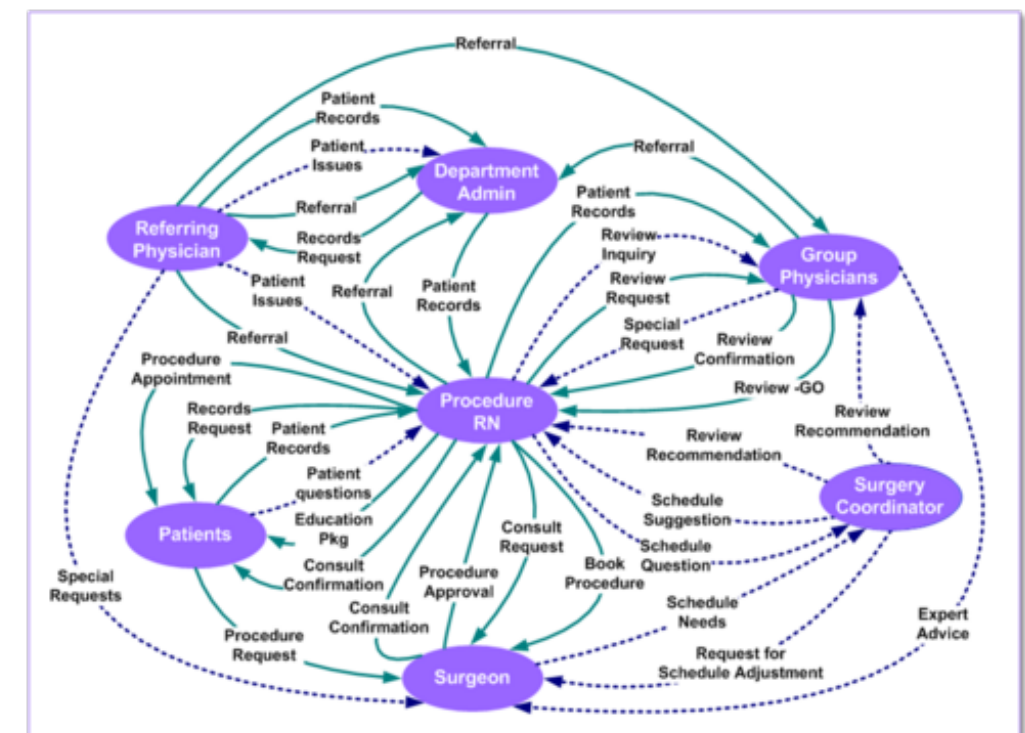 Referral
Patient
Records
Patient
Issues
Department
Admin
Referral
Patient
Records
Referral
Referring
Physician
Records
Request
Review
Inquiry
Group
Physicians
Patient
Issues
Referral
Patient
Records
Review
Request
Special
Request
Referral
Review
Confirmation
Procedure
Appointment
Review -GO
Procedure
RN
Records
Request
Patient
Records
Review
Recommendation
Review
Recommendation
Patient
questions
Surgery
Coordinator
Patients
Education
Pkg
Consult
Request
Schedule
Suggestion
Schedule
Question
Special
Requests
Consult
Confirmation
Procedure
Approval
Book
Procedure
Consult
Confirmation
Schedule
Needs
Expert
Advice
Procedure
Request
Request for
Schedule Adjustment
Surgeon